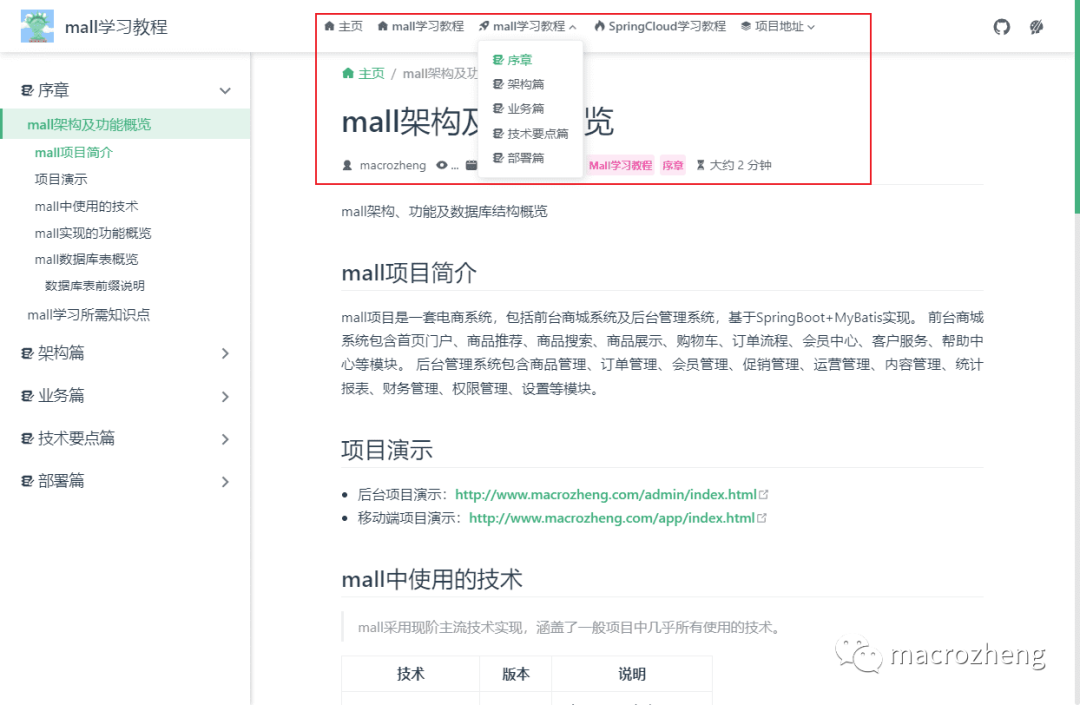 mall学习教程
主页 mall学习教程 mall学习教程 SpringCloud学习教程 项目地址
序章
架构篇
业务篇
技术要点篇
部署篇
序章
mall架构及功能概览
mall项目简介
项目演示
mall中使用的技术
mall实现的功能概览
mall数据库表概览
数据库表前缀说明
mall学习所需知识点
架构篇
业务篇
技术要点篇
部署篇
主页 / mall架构及功
mall架构及 览
macrozheng ... Mall学习教程 序章 大约 2 分钟
mall架构、功能及数据库结构概览
mall项目简介
mall项目是一套电商系统，包括前台商城系统及后台管理系统，基于SpringBoot+MyBatis实现。 前台商城
系统包含首页门户、商品推荐、商品搜索、商品展示、购物车、订单流程、会员中心、客户服务、帮助中
心等模块。 后台管理系统包含商品管理、订单管理、会员管理、促销管理、运营管理、内容管理、统计
报表、财务管理、权限管理、设置等模块。
项目演示
后台项目演示：http://www.macrozheng.com/admin/index.html
移动端项目演示：http://www.macrozheng.com/app/index.html
mall中使用的技术
mall采用现阶主流技术实现，涵盖了一般项目中几乎所有使用的技术。
技术 版本 说明
macrozheng